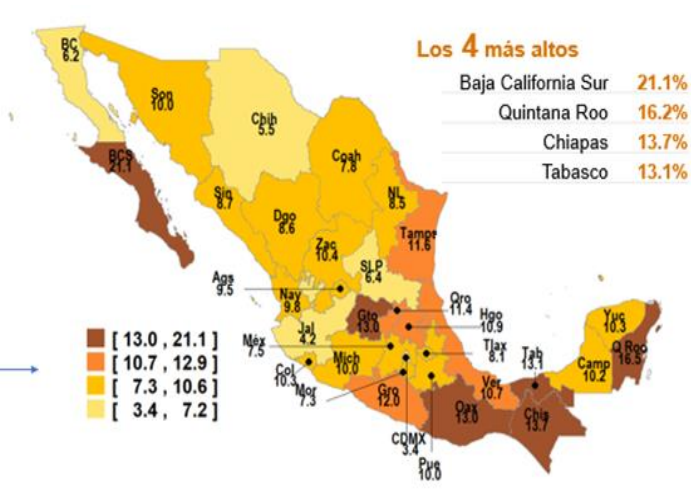 Los 4 más altos
Baja California Sur 21.1%
Quintana Roo 16.2%
Chiapas 13.7%
Tabasco 13.1%
BC
6.2
Son
10.0
Chih
5.5
Coah
7.8
BCS
21.1
Sin
8.7
Dgo
8.6
NL
8.5
Tamps
11.6
Zac
10.4
SLP
6.4
Ags
9.5
Nay
9.8
Gto
13.0
Qro
11.4
Hgo
10.9
Jal
4.2
Méx
7.5
Mich
10.0
Tlax
8.1
Col
10.3
Mor
7.3
Gro
12.0
CDMX
3.4
Pue
10.0
Oax
13.0
Ver
10.7
Tab
13.1
Chis
13.7
Camp
10.2
Yuc
10.3
Q Roo
16.5
[ 13.0 , 21.1 ]
[ 10.7 , 12.9 ]
[ 7.3 , 10.6 ]
[ 3.4 , 7.2 ]